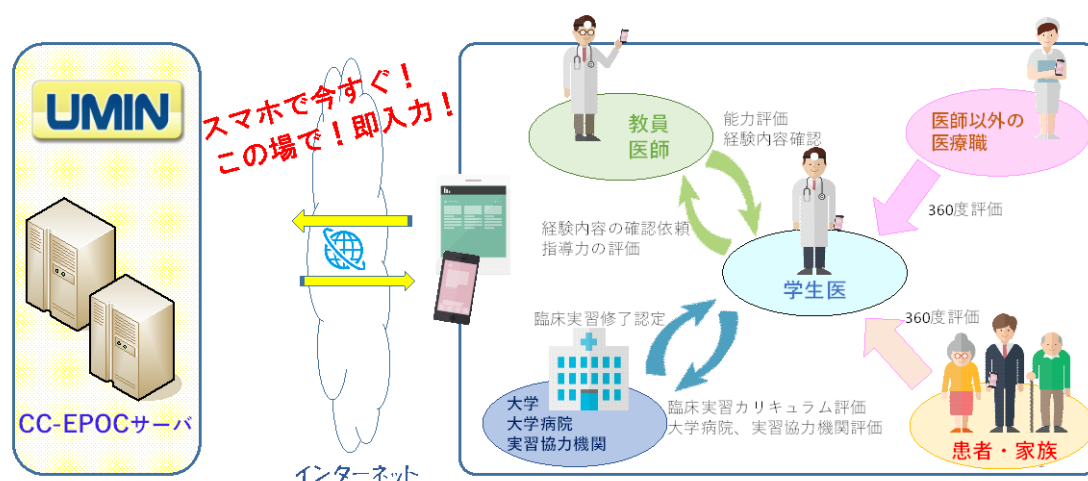 UMIN
CC-EPOCサーバ
スマホで今すぐ！
この場で！即入力！
インターネット
教員
医師
能力評価
経験内容確認
医師以外の
医療職
360度評価
経験内容の確認依頼
指導力の評価
学生医
臨床実習修了認定
360度評価
大学
大学病院
実習協力機関
臨床実習カリキュラム評価
大学病院、実習協力機関評価
患者・家族